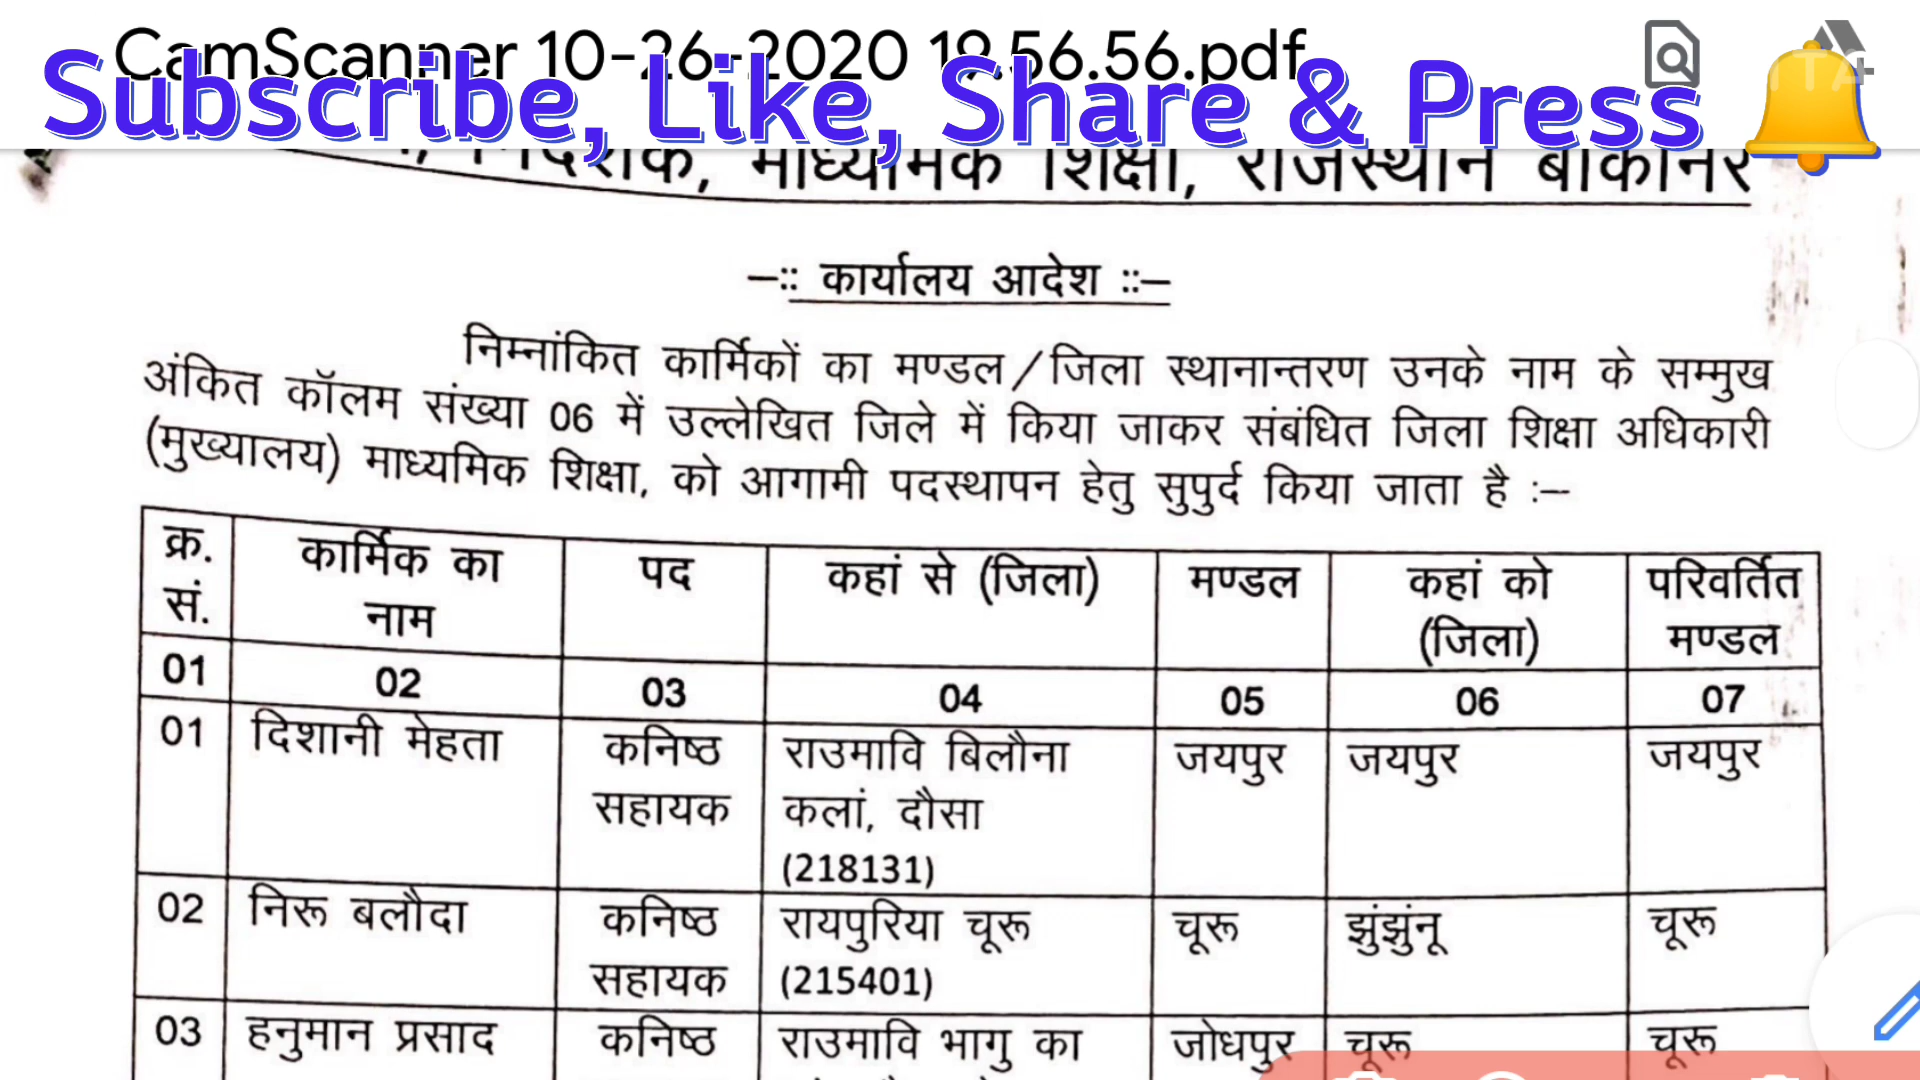 CamScanner 10-26-2020 19.56.56.pdf
Subscribe, Like, Share & Press
निदेशक, माध्यमिक शिक्षा, राजस्थान बीकानेर
-:: कार्यालय आदेश ::-
निम्नांकित कार्मिकों का मण्डल/जिला स्थानान्तरण उनके नाम के सम्मुख
अंकित कॉलम संख्या 06 में उल्लेखित जिले में किया जाकर संबंधित जिला शिक्षा अधिकारी
(मुख्यालय) माध्यमिक शिक्षा, को आगामी पदस्थापन हेतु सुपुर्द किया जाता है :–
क्र. सं. कार्मिक का नाम पद कहां से (जिला) मण्डल कहां को (जिला) परिवर्तित मण्डल
01 02 03 04 05 06 07
01 दिशानी मेहता कनिष्ठ सहायक राउमावि बिलौना कलां, दौसा (218131) जयपुर जयपुर जयपुर
02 निरू बलौदा कनिष्ठ सहायक रायपुरिया चूरू (215401) चूरू झुंझुंनू चूरू
03 हनुमान प्रसाद कनिष्ठ राउमावि भागु का जोधपुर चूरू चूरू